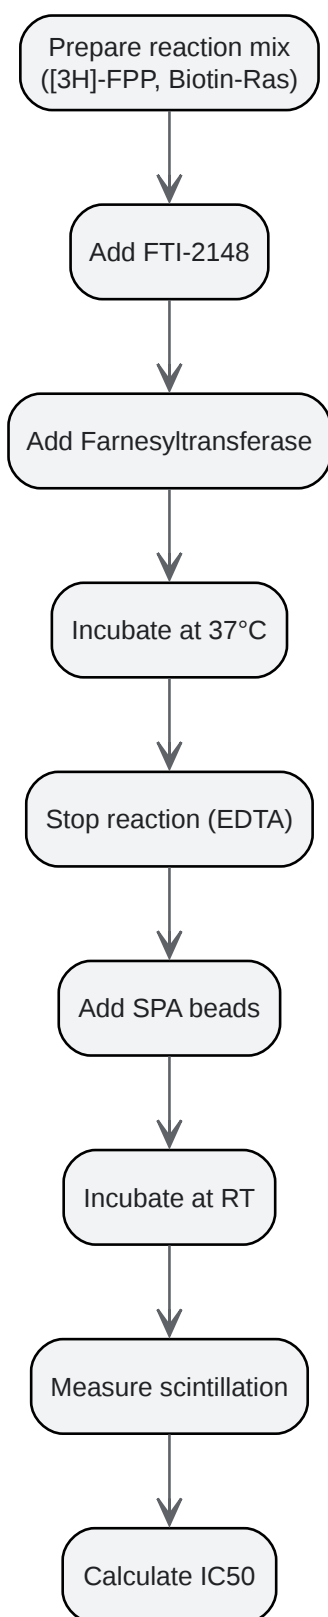 Prepare reaction mix
([3H]-FPP, Biotin-Ras)
Add FTI-2148
Add Farnesyltransferase
Incubate at 37°C
Stop reaction (EDTA)
Add SPA beads
Incubate at RT
Measure scintillation
Calculate IC50